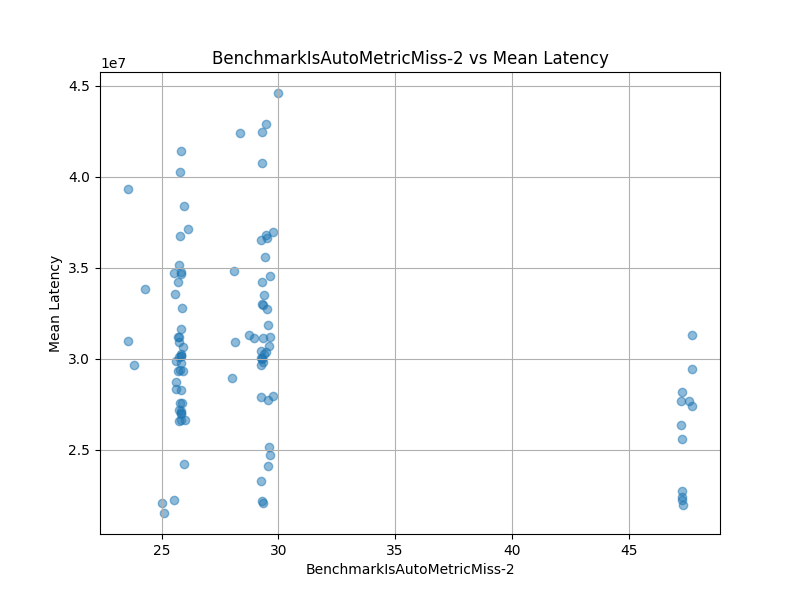 BenchmarkIsAutoMetricMiss-2 vs Mean Latency
1e7
4.5
4.0
3.5
3.0
2.5
Mean Latency
25 30 35 40 45
BenchmarkIsAutoMetricMiss-2